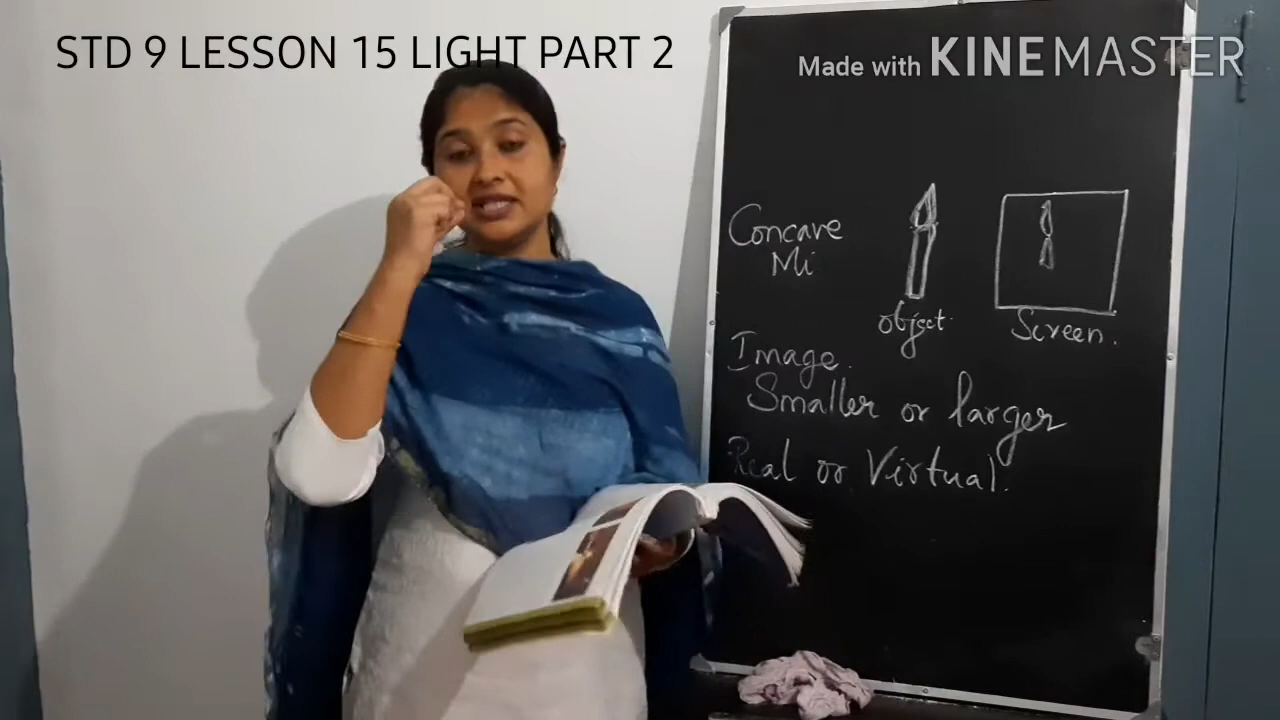 STD 9 LESSON 15 LIGHT PART 2
Made with KINEMASTER
Concave
Mi
object.
Screen.
Image.
Smaller or larger
Real or Virtual.